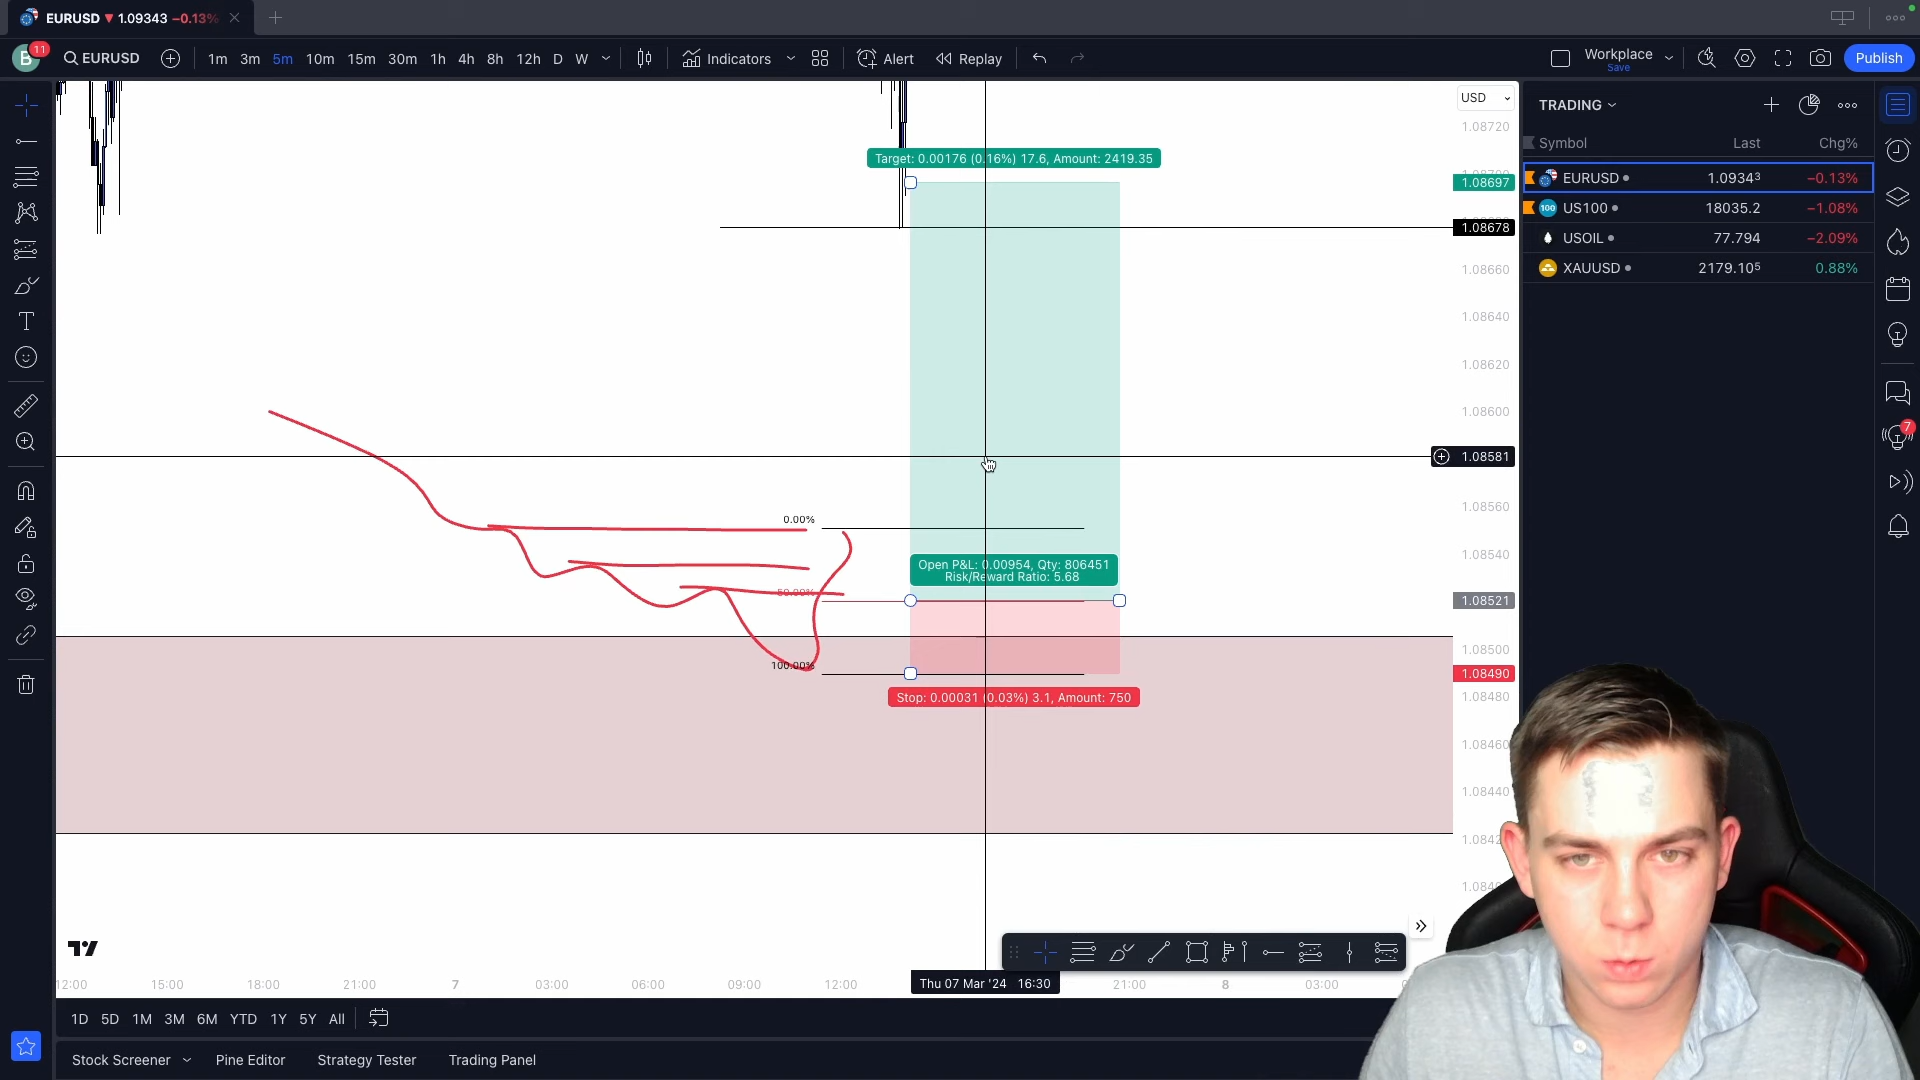 EURUSD ▼ 1.09343 −0.13%
B 11 EURUSD 1m 3m 5m 10m 15m 30m 1h 4h 8h 12h D W Indicators Alert Replay Workplace Publish
Save
USD
1.08720
Target: 0.00176 (0.16%) 17.6, Amount: 2419.35
1.08697
1.08678
1.08660
1.08640
1.08620
1.08600
1.08581
1.08560
0.00%
1.08540
Open P&L: 0.00954, Qty: 806451
Risk/Reward Ratio: 5.68
50.00%
1.08521
1.08500
100.00%
1.08490
Stop: 0.00031 (0.03%) 3.1, Amount: 750
1.08480
1.08460
1.08440
TRADING
Symbol Last Chg%
EURUSD 1.09343 −0.13%
100 US100 18035.2 −1.08%
USOIL 77.794 −2.09%
XAUUSD 2179.105 0.88%
7
12:00 15:00 18:00 21:00 7 03:00 06:00 09:00 12:00 Thu 07 Mar '24 16:30 21:00 8 03:00
1D 5D 1M 3M 6M YTD 1Y 5Y All
Stock Screener Pine Editor Strategy Tester Trading Panel